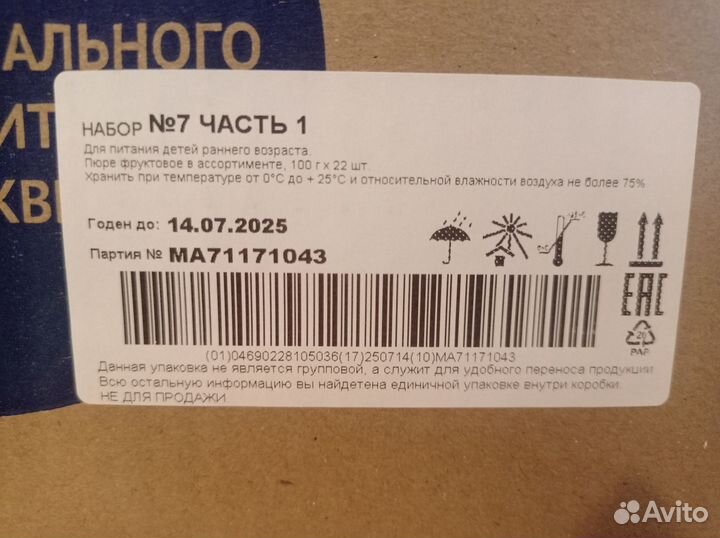 АЛЬНОГО
ИТ
КВ
НАБОР №7 ЧАСТЬ 1
Для питания детей раннего возраста.
Пюре фруктовое в ассортименте, 100 г х 22 шт.
Хранить при температуре от 0°С до + 25°С и относительной влажности воздуха не более 75%
Годен до: 14.07.2025
Партия № МА71171043
EAC
20
PAP
(01)04690228105036(17)250714(10)MA71171043
Данная упаковка не является групповой, а служит для удобного переноса продукции
Всю остальную информацию вы найдетена единичной упаковке внутри коробки.
НЕ ДЛЯ ПРОДАЖИ
Avito